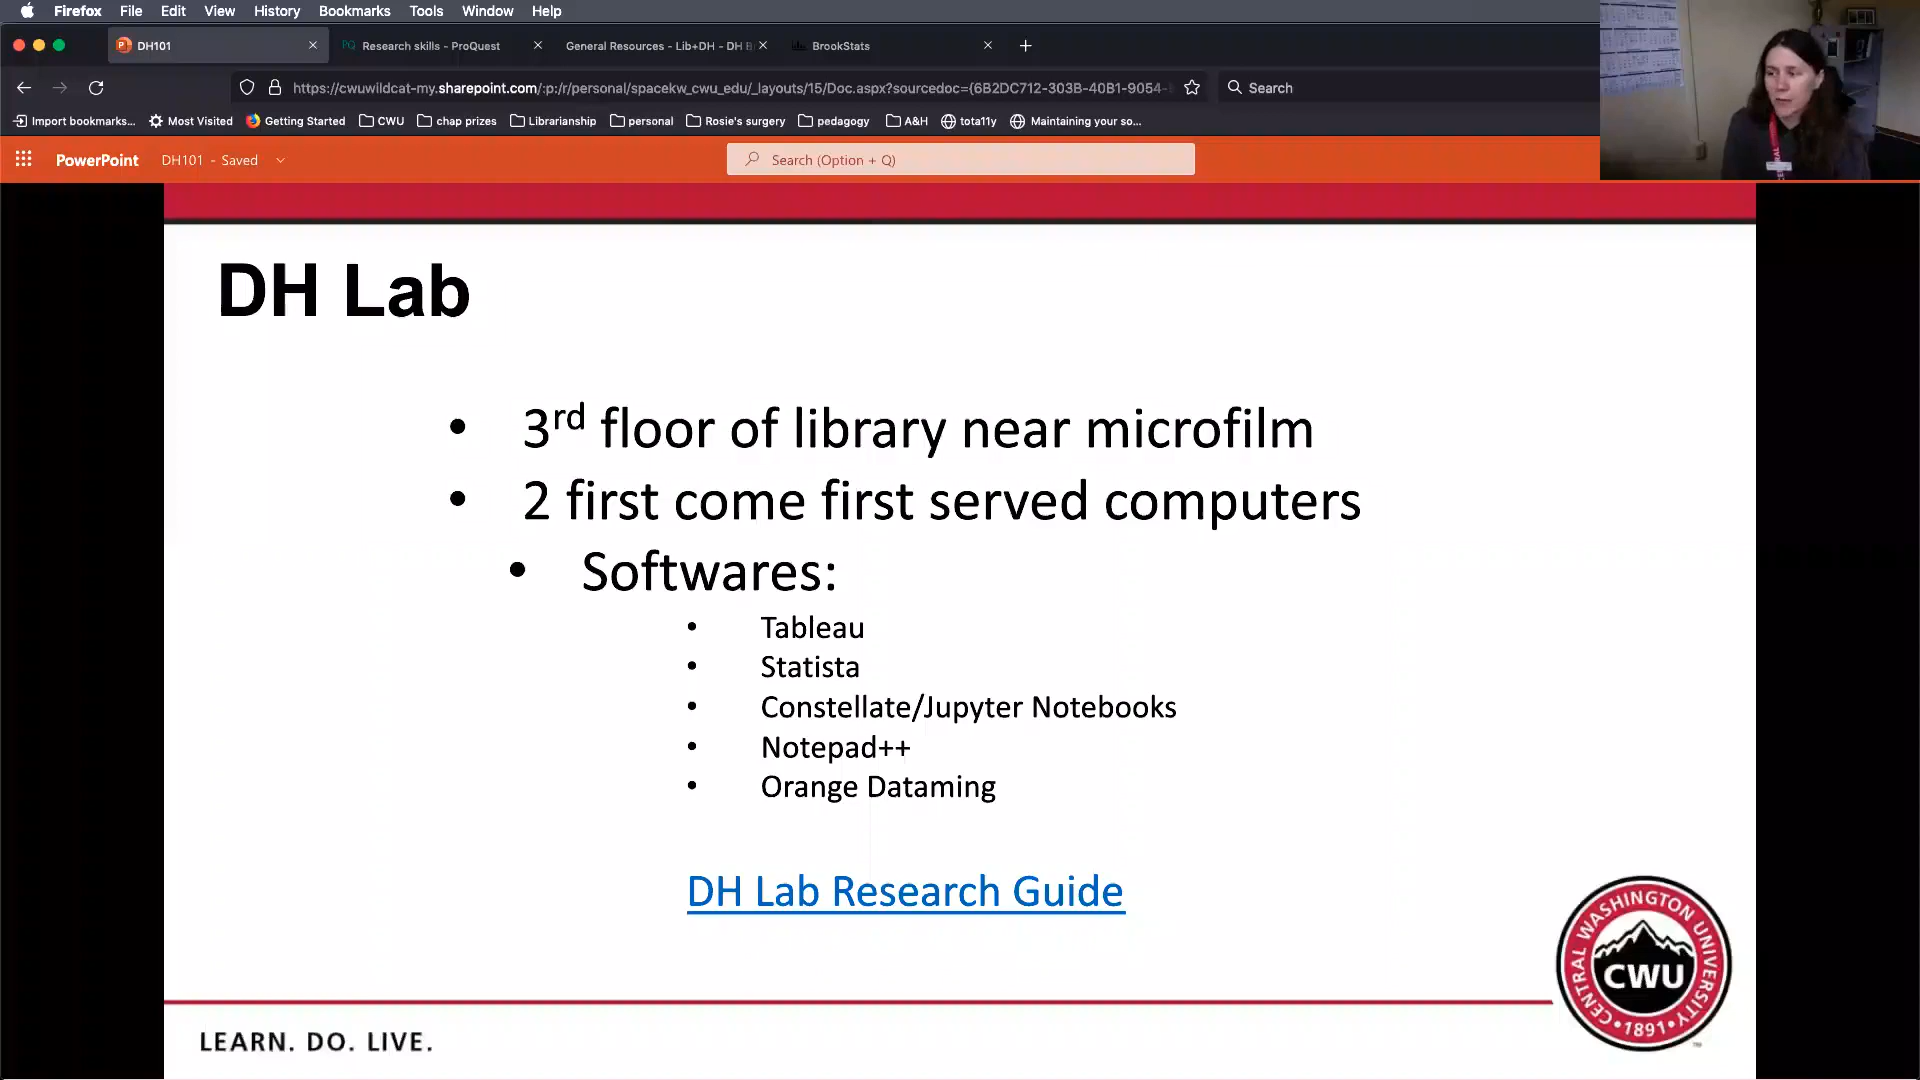 Firefox File Edit View History Bookmarks Tools Window Help
DH101
Research skills - ProQuest
General Resources - Lib+DH - DH B
BrookStats
https://cwuwildcat-my.sharepoint.com/:p:/r/personal/spacekw_cwu_edu/_layouts/15/Doc.aspx?sourcedoc={6B2DC712-303B-40B1-9054-
Search
Import bookmarks... Most Visited Getting Started CWU chap prizes Librarianship personal Rosie's surgery pedagogy A&H tota11y Maintaining your so...
PowerPoint DH101 - Saved
Search (Option + Q)
DH Lab
• 3rd floor of library near microfilm
• 2 first come first served computers
• Softwares:
• Tableau
• Statista
• Constellate/Jupyter Notebooks
• Notepad++
• Orange Dataming
DH Lab Research Guide
LEARN. DO. LIVE.
CENTRAL WASHINGTON UNIVERSITY
CWU
• 1891 •
TM